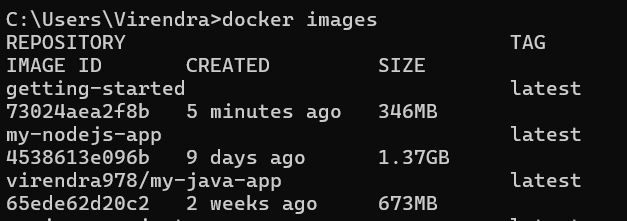 C:\Users\Virendra>docker images
REPOSITORY TAG
IMAGE ID CREATED SIZE
getting-started latest
73024aea2f8b 5 minutes ago 346MB
my-nodejs-app latest
4538613e096b 9 days ago 1.37GB
virendra978/my-java-app latest
65ede62d20c2 2 weeks ago 673MB